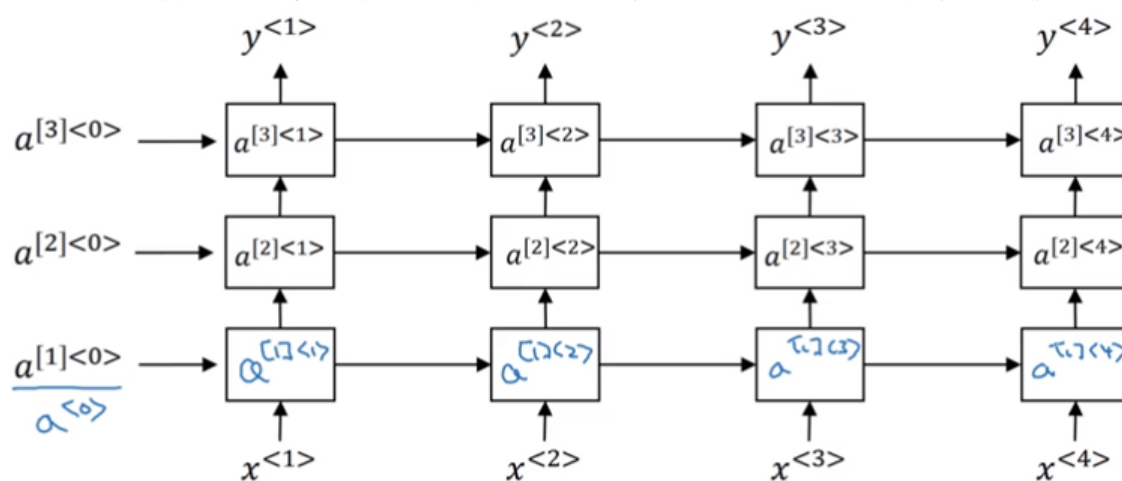 y<1> y<2> y<3> y<4>
a[3]<0> a[3]<1> a[3]<2> a[3]<3> a[3]<4>
a[2]<0> a[2]<1> a[2]<2> a[2]<3> a[2]<4>
a[1]<0> a[1]<1> a[1]<2> a[1]<3> a[1]<4>
a<0>
x<1> x<2> x<3> x<4>